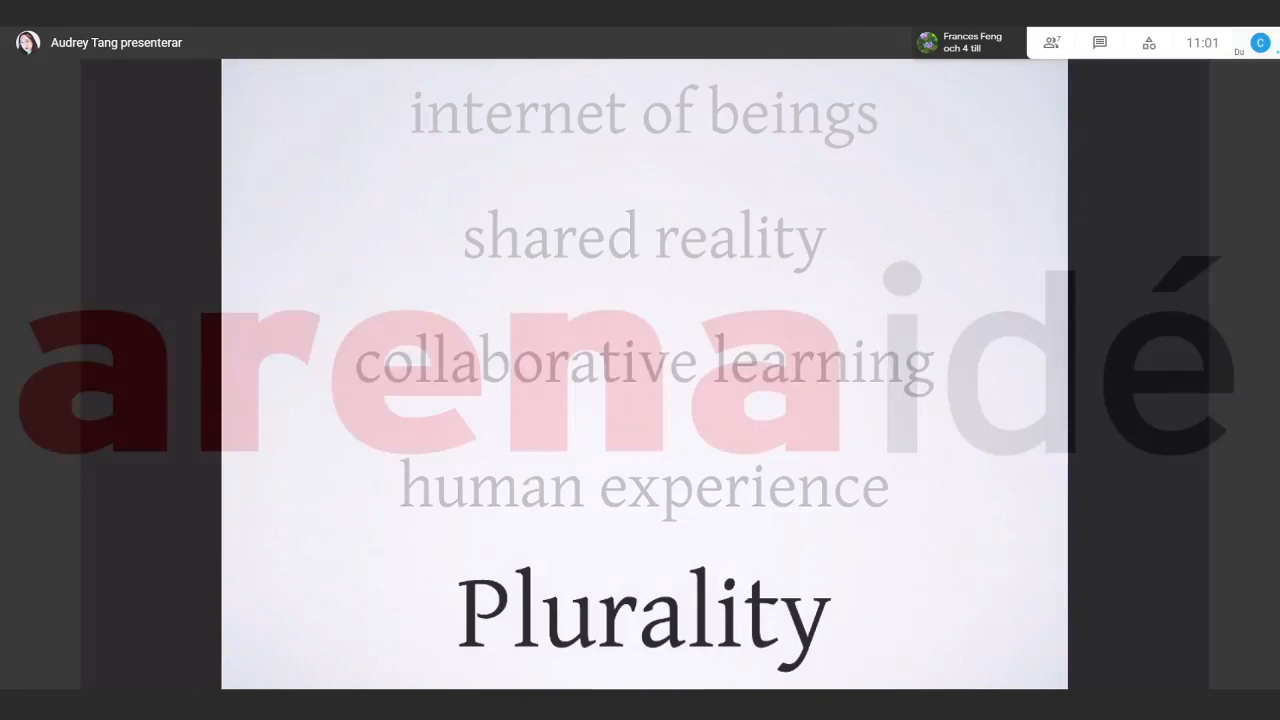 Audrey Tang presenterar
Frances Feng
och 4 till
7
11:01
Du
C
internet of beings
shared reality
arenaidé
collaborative learning
human experience
Plurality